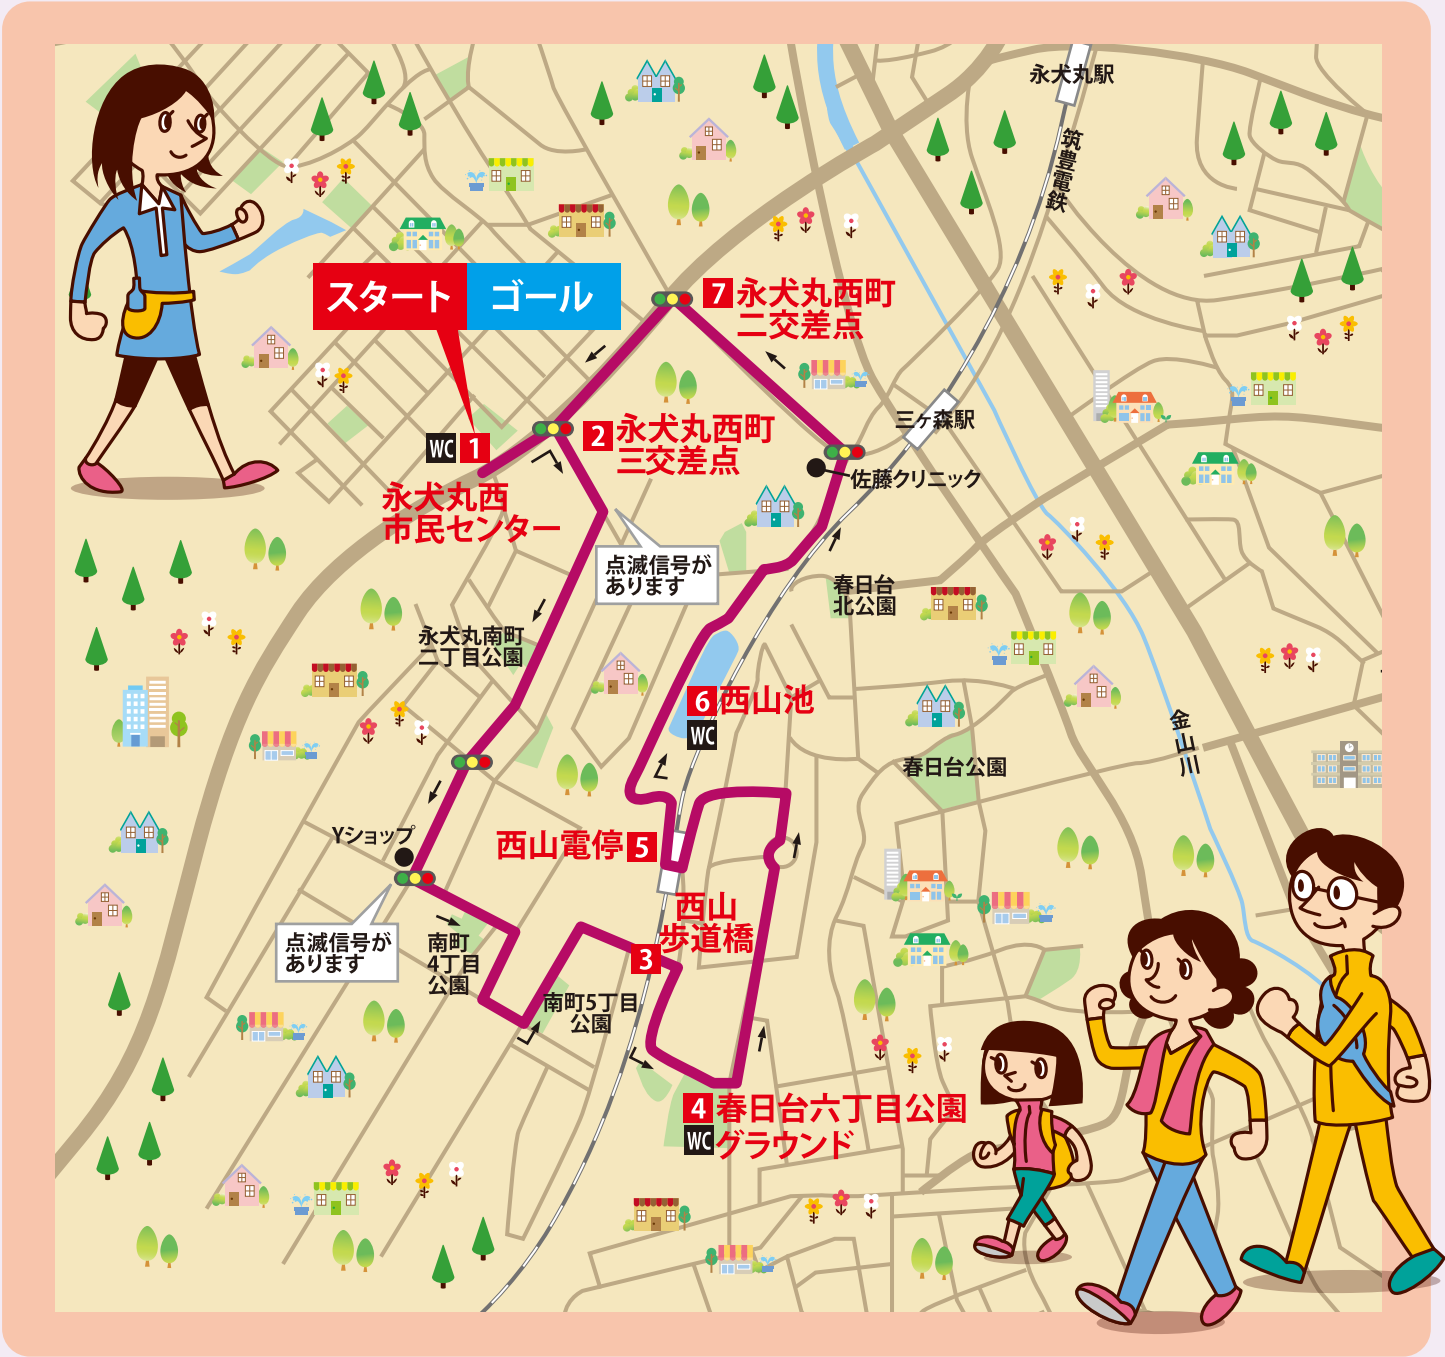 永犬丸駅
筑豊電鉄
スタート
ゴール
7 永犬丸西町
二交差点
三ヶ森駅
2 永犬丸西町
三交差点
WC 1
永犬丸西
市民センター
佐藤クリニック
点滅信号が
あります
春日台
北公園
永犬丸南町
二丁目公園
6 西山池
WC
金山川
春日台公園
Yショップ
西山電停 5
西山
歩道橋
3
点滅信号が
あります
南町
4丁目
公園
南町5丁目
公園
4 春日台六丁目公園
WC グラウンド